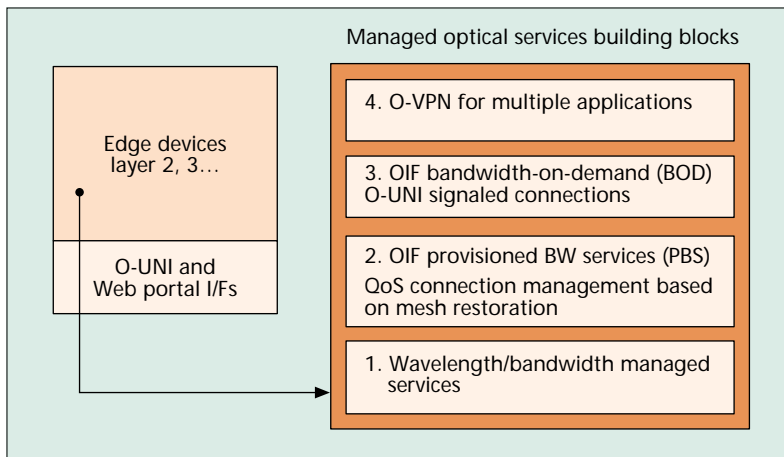 Managed optical services building blocks
Edge devices
layer 2, 3...
O-UNI and
Web portal I/Fs
4. O-VPN for multiple applications
3. OIF bandwidth-on-demand (BOD)
O-UNI signaled connections
2. OIF provisioned BW services (PBS)
QoS connection management based
on mesh restoration
1. Wavelength/bandwidth managed
services